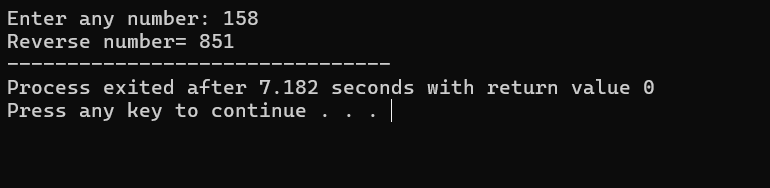 Enter any number: 158
Reverse number= 851
--------------------------------
Process exited after 7.182 seconds with return value 0
Press any key to continue . . .